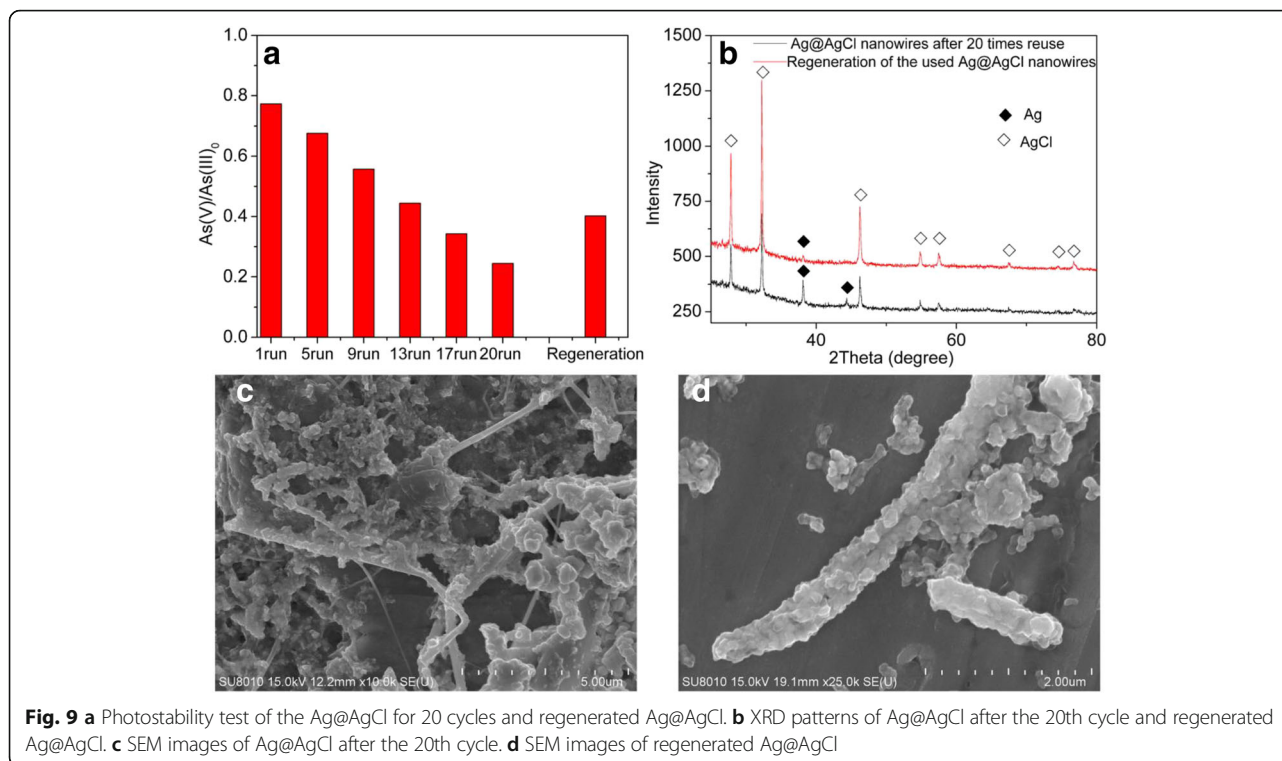 a
1.0
0.8
0.6
0.4
0.2
0.0
As(V)/As(III)0
1run 5run 9run 13run 17run 20run Regeneration
b
1500
1250
1000
750
500
250
Intensity
Ag@AgCl nanowires after 20 times reuse
Regeneration of the used Ag@AgCl nanowires
Ag
AgCl
40 60 80
2Theta (degree)
c
SU8010 15.0kV 12.2mm x10.0k SE(U) 5.00um
d
SU8010 15.0kV 19.1mm x25.0k SE(U) 2.00um
Fig. 9 a Photostability test of the Ag@AgCl for 20 cycles and regenerated Ag@AgCl. b XRD patterns of Ag@AgCl after the 20th cycle and regenerated
Ag@AgCl. c SEM images of Ag@AgCl after the 20th cycle. d SEM images of regenerated Ag@AgCl